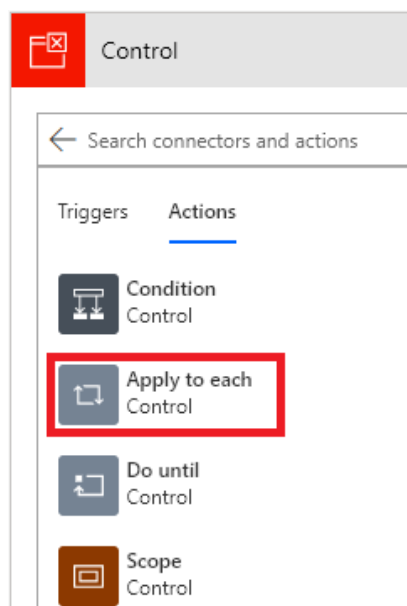 Control
Search connectors and actions
Triggers Actions
Condition
Control
Apply to each
Control
Do until
Control
Scope
Control